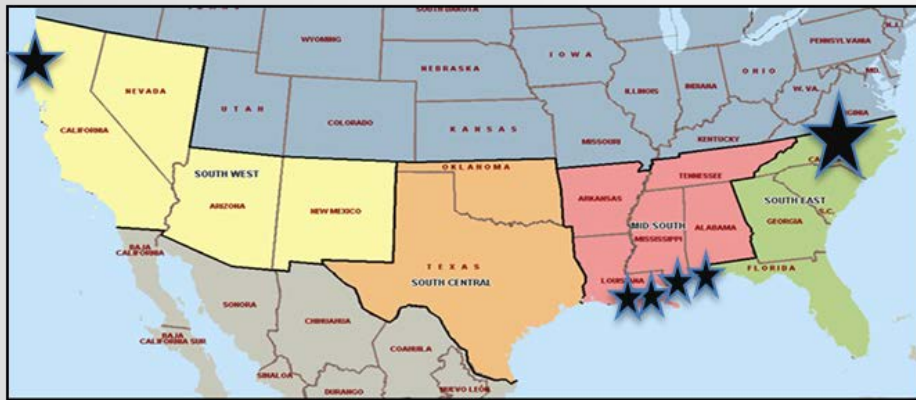 SOUTH DAKOTA
WYOMING
IOWA
PENNSYLVANIA
N.J.
NEBRASKA
NEVADA
ILLINOIS
INDIANA
OHIO
MD.
W. VA.
UTAH
COLORADO
KANSAS
MISSOURI
KENTUCKY
CALIFORNIA
OKLAHOMA
TENNESSEE
SOUTH WEST
ARIZONA
NEW MEXICO
ARKANSAS
MID SOUTH
MISSISSIPPI
ALABAMA
SOUTH EAST
GEORGIA
S.C.
BAJA
CALIFORNIA
TEXAS
SOUTH CENTRAL
LOUISIANA
FLORIDA
SONORA
CHIHUAHUA
BAJA
CALIFORNIA SUR
COAHUILA
SINALOA
DURANGO
NUEVO LEÓN